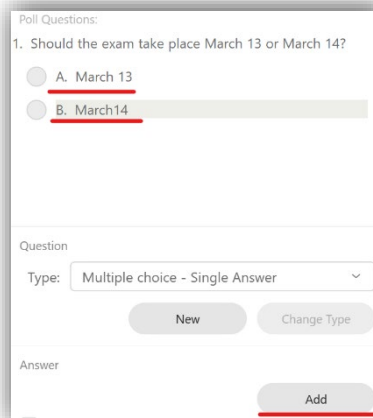 Poll Questions:
1. Should the exam take place March 13 or March 14?
A. March 13
B. March14
Question
Type: Multiple choice - Single Answer
New Change Type
Answer
Add